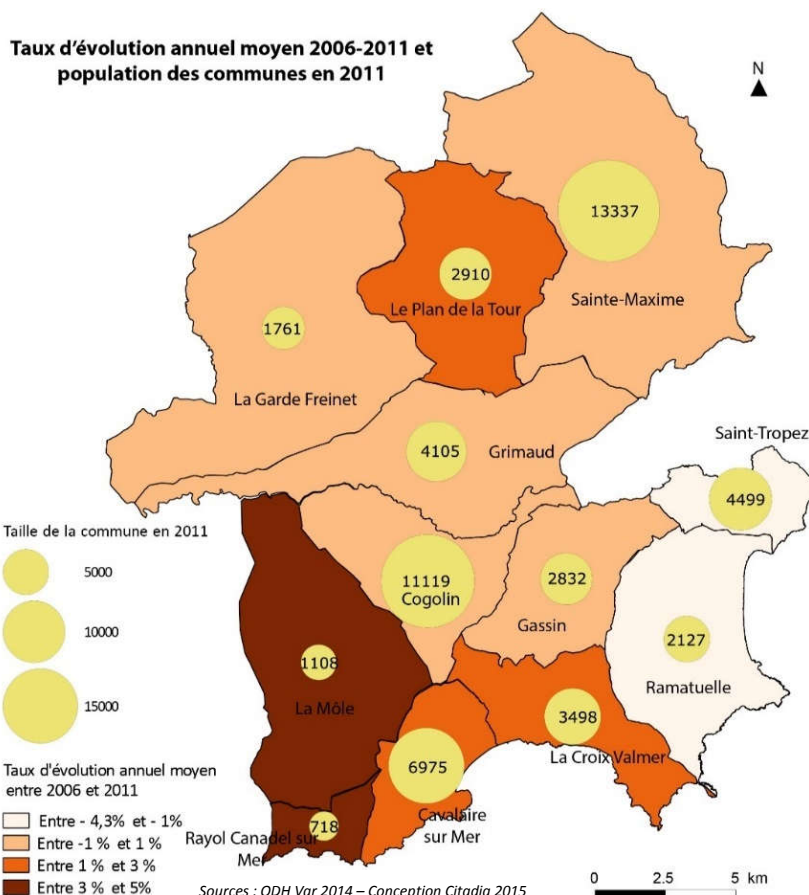 Taux d'évolution annuel moyen 2006-2011 et
population des communes en 2011
N
13337
Sainte-Maxime
2910
Le Plan de la Tour
1761
La Garde Freinet
4105
Grimaud
Saint-Tropez
4499
11119
Cogolin
2832
Gassin
2127
Ramatuelle
1108
La Môle
3498
La Croix Valmer
6975
Cavalaire
sur Mer
718
Rayol Canadel sur
Mer
Taille de la commune en 2011
5000
10000
15000
Taux d'évolution annuel moyen
entre 2006 et 2011
Entre - 4,3% et - 1%
Entre -1 % et 1 %
Entre 1 % et 3 %
Entre 3 % et 5%
Sources : ODH Var 2014 – Conception Citadia 2015
0 2.5 5 km